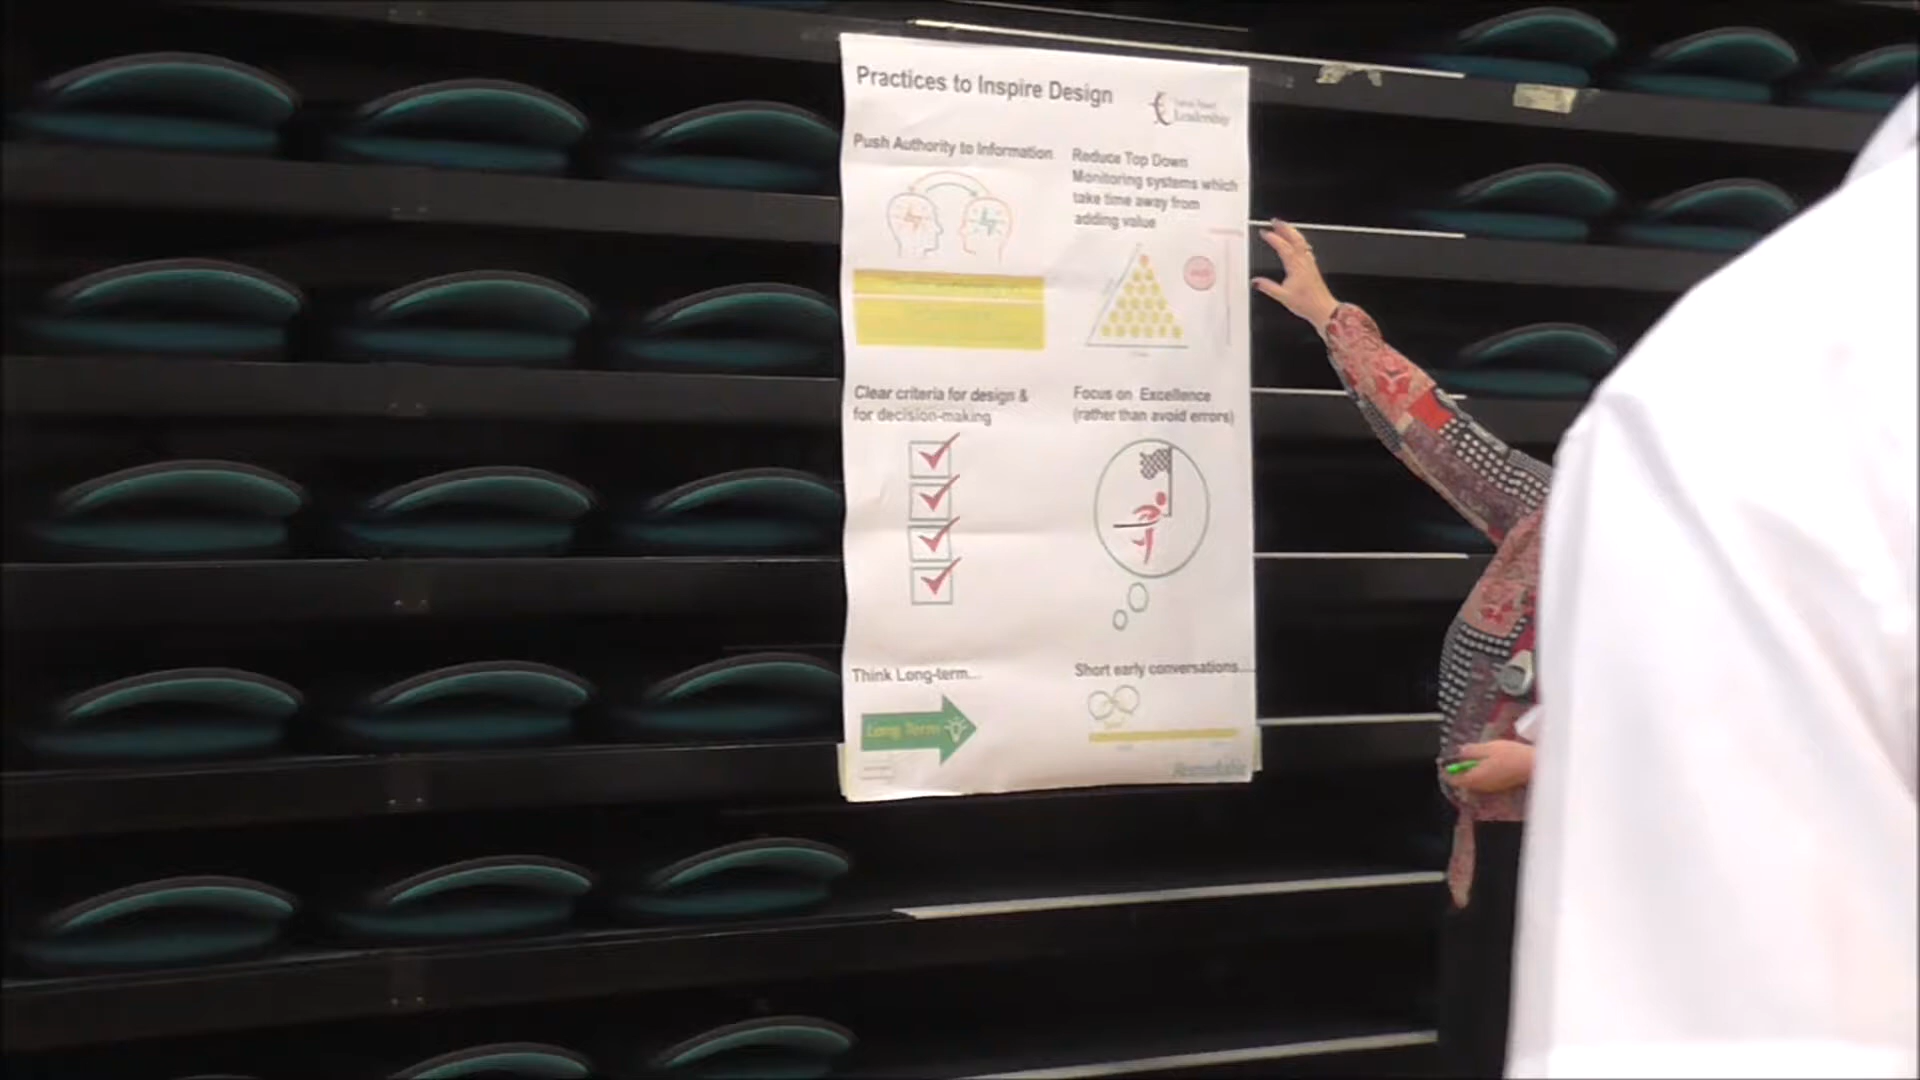 Practices to Inspire Design
Leadership
Push Authority to Information
Reduce Top Down
Monitoring systems which
take time away from
adding value
Clear criteria for design &
for decision-making
Focus on Excellence
(rather than avoid errors)
Think Long-term...
Long Term
Short early conversations....